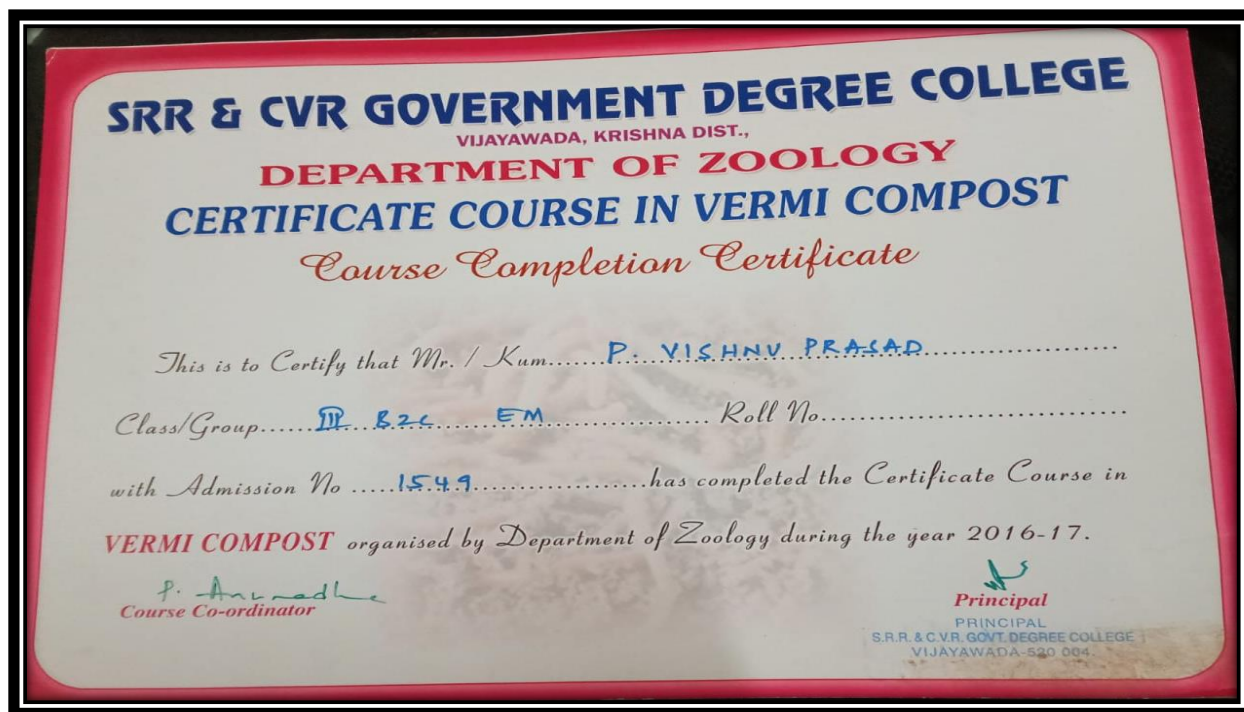 SRR & CVR GOVERNMENT DEGREE COLLEGE
VIJAYAWADA, KRISHNA DIST.,
DEPARTMENT OF ZOOLOGY
CERTIFICATE COURSE IN VERMI COMPOST
Course Completion Certificate
This is to Certify that Mr. / Kum...... P. VISHNU PRASAD
Class/Group...... III BZC EM ...... Roll No......
with Admission No ..... 1549 ......has completed the Certificate Course in
VERMI COMPOST organised by Department of Zoology during the year 2016-17.
P. Anuradha
Course Co-ordinator
Principal
PRINCIPAL
S.R.R. & C.V.R. GOVT. DEGREE COLLEGE
VIJAYAWADA-520 004.